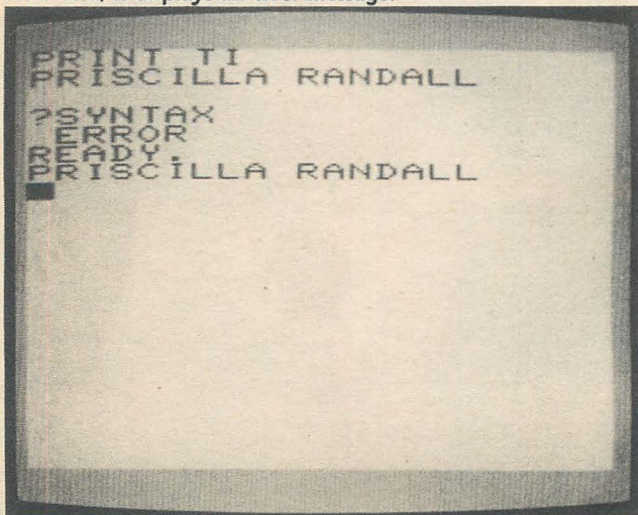 PRINT TI
PRISCILLA RANDALL
?SYNTAX
ERROR
READY.
PRISCILLA RANDALL